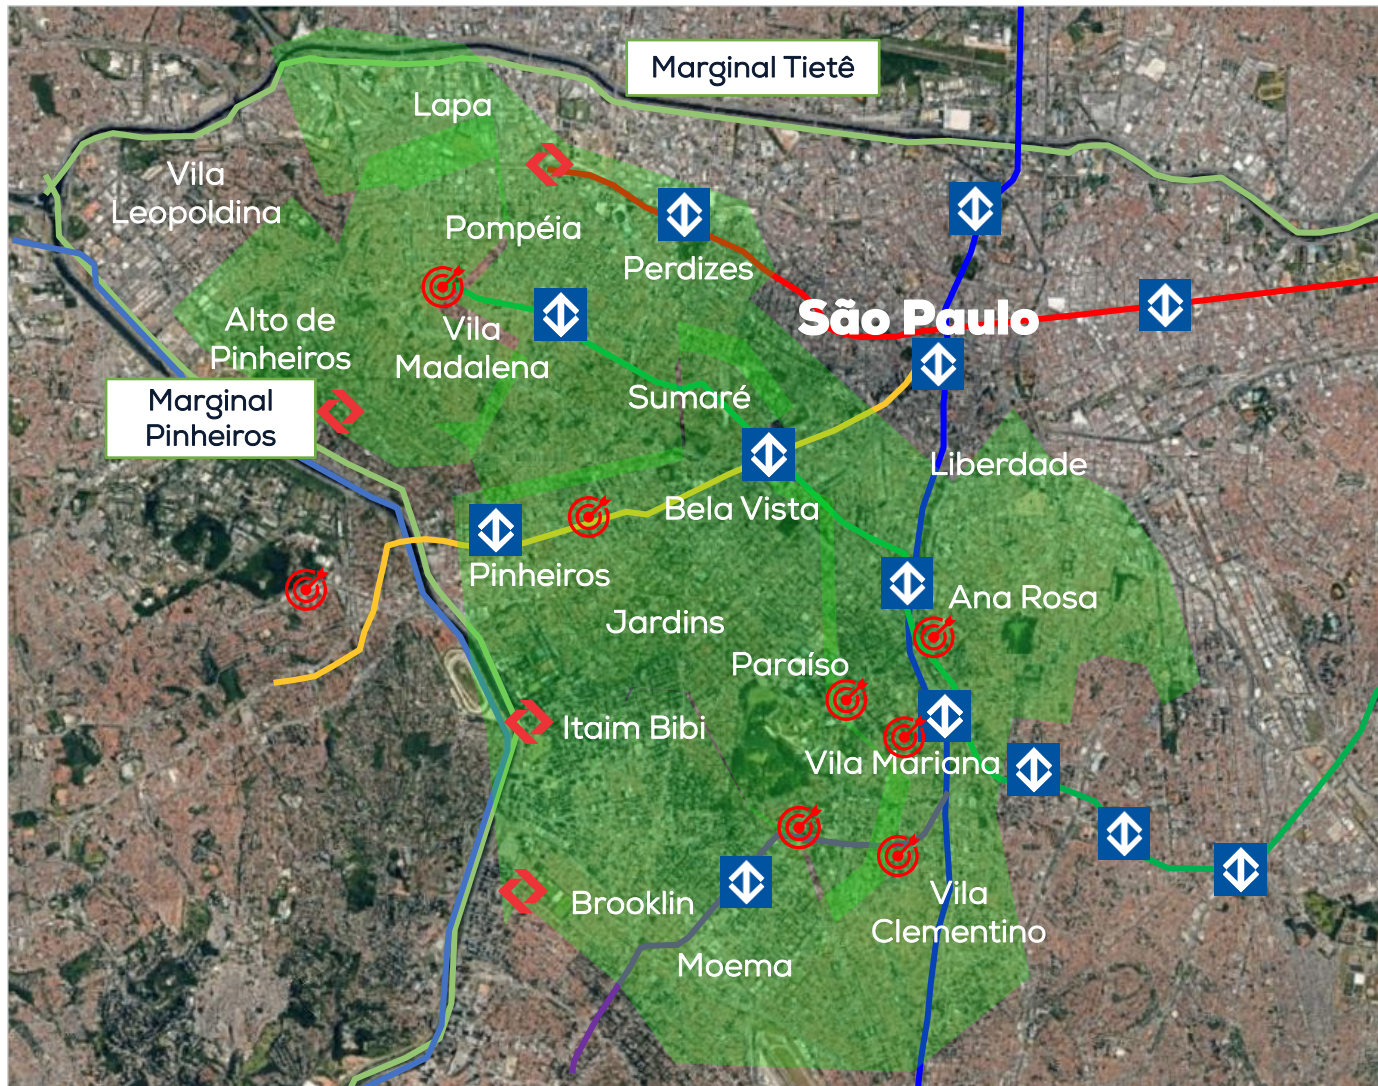 Marginal Tietê
Lapa
Vila
Leopoldina
Pompéia
Perdizes
São Paulo
Alto de
Pinheiros
Vila
Madalena
Sumaré
Marginal
Pinheiros
Liberdade
Bela Vista
Pinheiros
Ana Rosa
Jardins
Paraíso
Itaim Bibi
Vila Mariana
Brooklin
Vila
Clementino
Moema